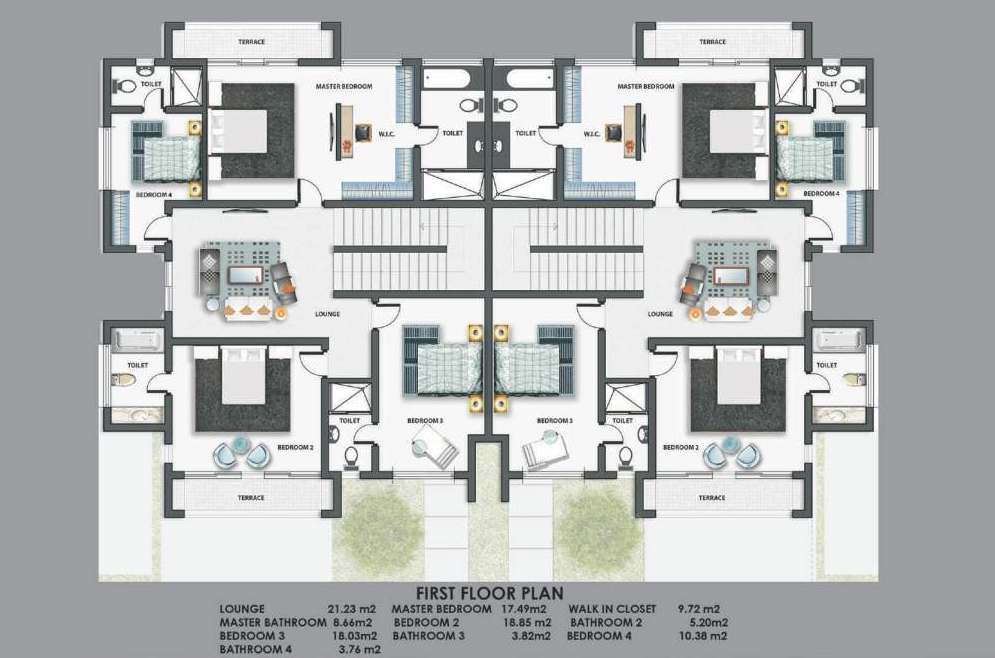 TERRACE TERRACE
TOILET MASTER BEDROOM MASTER BEDROOM TOILET
W.I.C. TOILET TOILET W.I.C.
BEDROOM 4 BEDROOM 4
LOUNGE LOUNGE
TOILET TOILET
BEDROOM 3 BEDROOM 3
TOILET TOILET
BEDROOM 2 BEDROOM 2
TERRACE TERRACE
FIRST FLOOR PLAN
LOUNGE 21.23 m2 MASTER BEDROOM 17.49m2 WALK IN CLOSET 9.72 m2
MASTER BATHROOM 8.66m2 BEDROOM 2 18.85 m2 BATHROOM 2 5.20m2
BEDROOM 3 18.03m2 BATHROOM 3 3.82m2 BEDROOM 4 10.38 m2
BATHROOM 4 3.76 m2